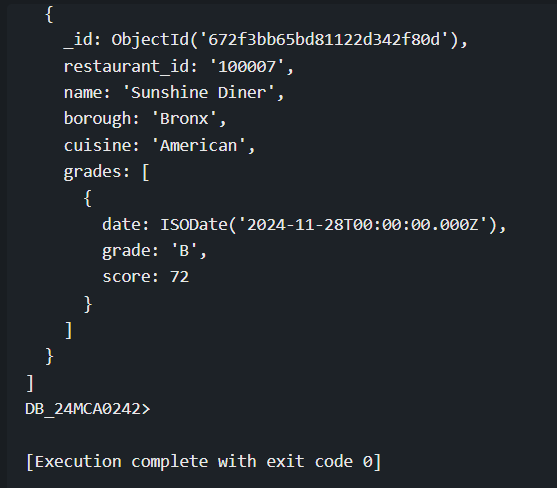 {
_id: ObjectId('672f3bb65bd81122d342f80d'),
restaurant_id: '100007',
name: 'Sunshine Diner',
borough: 'Bronx',
cuisine: 'American',
grades: [
{
date: ISODate('2024-11-28T00:00:00.000Z'),
grade: 'B',
score: 72
}
]
}
]
DB_24MCA0242>
[Execution complete with exit code 0]